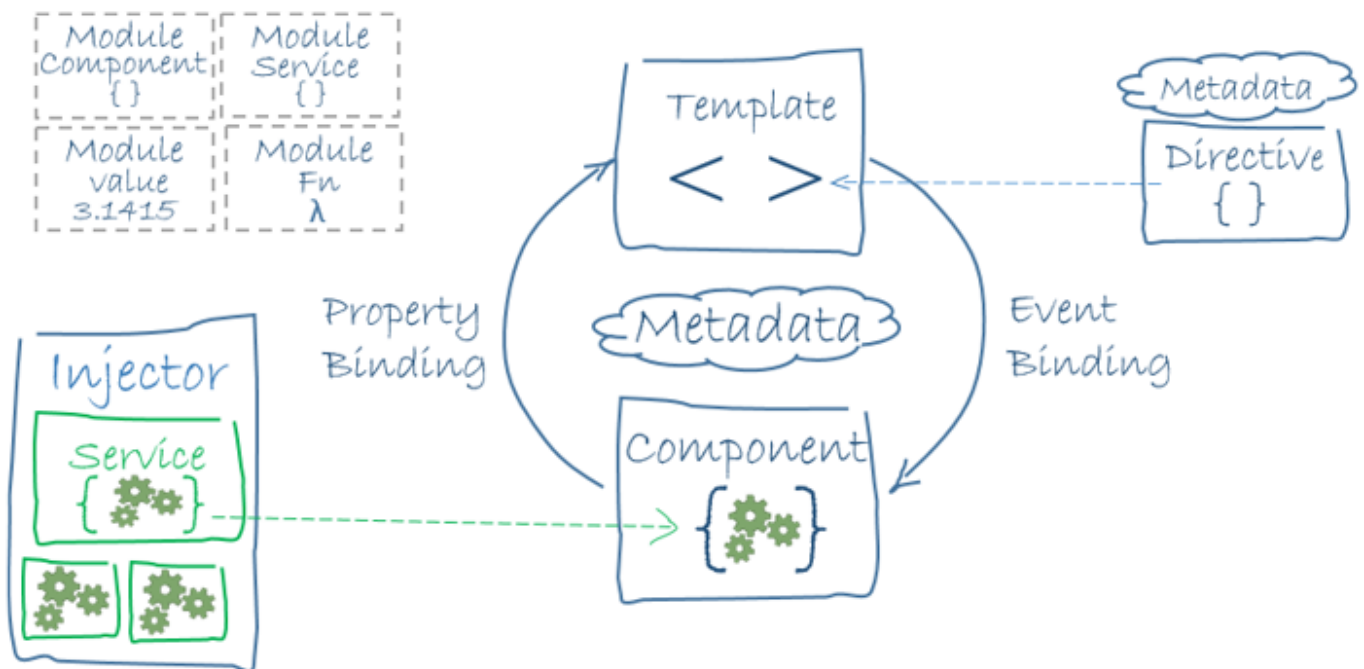 Module
Component
{ }
Module
Service
{ }
Module
value
3.1415
Module
Fn
λ
Template
< >
Metadata
Directive
{ }
Property
Binding
Metadata
Event
Binding
Injector
Service
{ }
Component
{ }